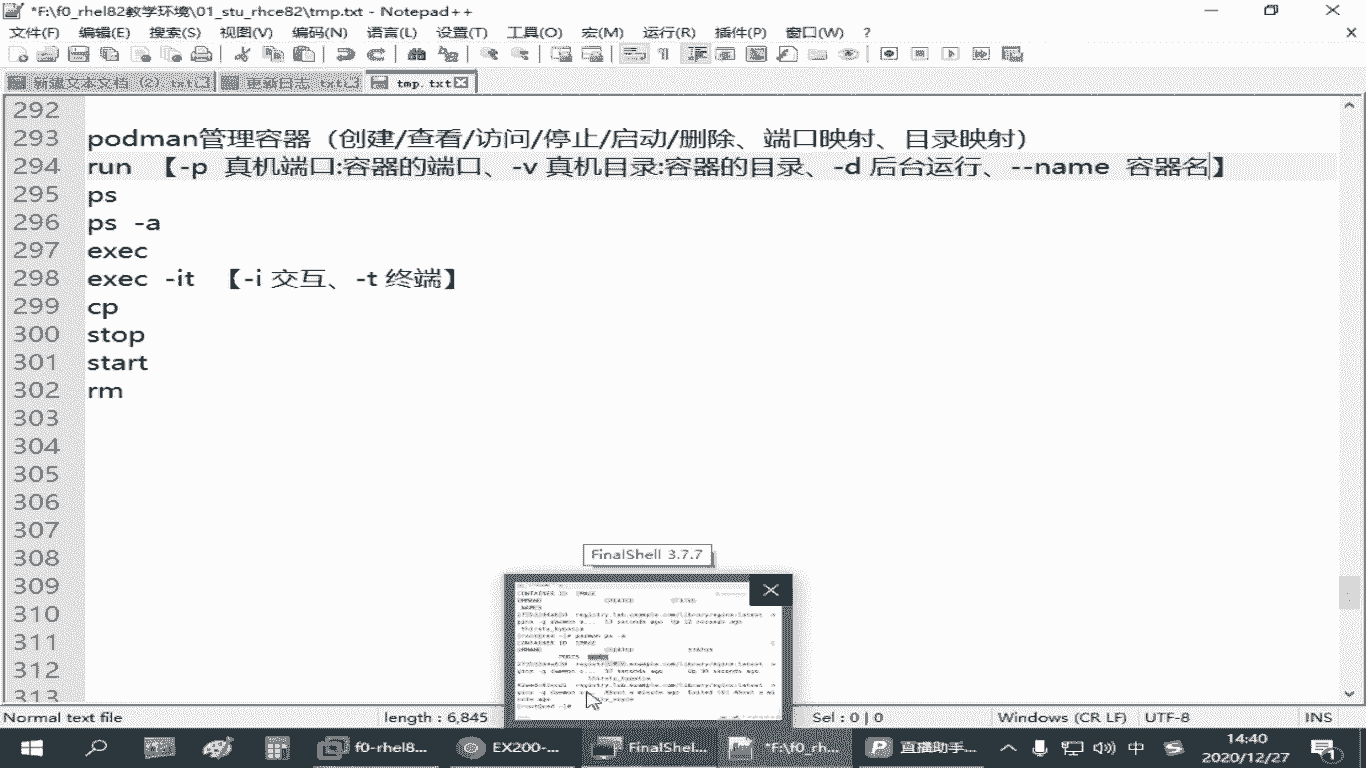 *F:\f0_rhel82教学环境\01_stu_rhce82\tmp.txt - Notepad++
文件(F) 编辑(E) 搜索(S) 视图(V) 编码(N) 语言(L) 设置(T) 工具(O) 宏(M) 运行(R) 插件(P) 窗口(W) ?
新建文本文档 (2).txt 更新日志.txt tmp.txt
292
293 podman管理容器（创建/查看/访问/停止/启动/删除、端口映射、目录映射）
294 run 【-p 真机端口:容器的端口、-v 真机目录:容器的目录、-d 后台运行、--name 容器名】
295 ps
296 ps -a
297 exec
298 exec -it 【-i 交互、-t 终端】
299 cp
300 stop
301 start
302 rm
303
304
305
306
307
308
309
310
311
312
313
FinalShell 3.7.7
CONTAINER ID IMAGE
NAMES
Normal text file length : 6,845 Sel : 0 | 0 Windows (CR LF) UTF-8 INS
f0-rhel8... EX200-... FinalShel... *F:\f0_rh... 直播助手... 中 14:40
2020/12/27